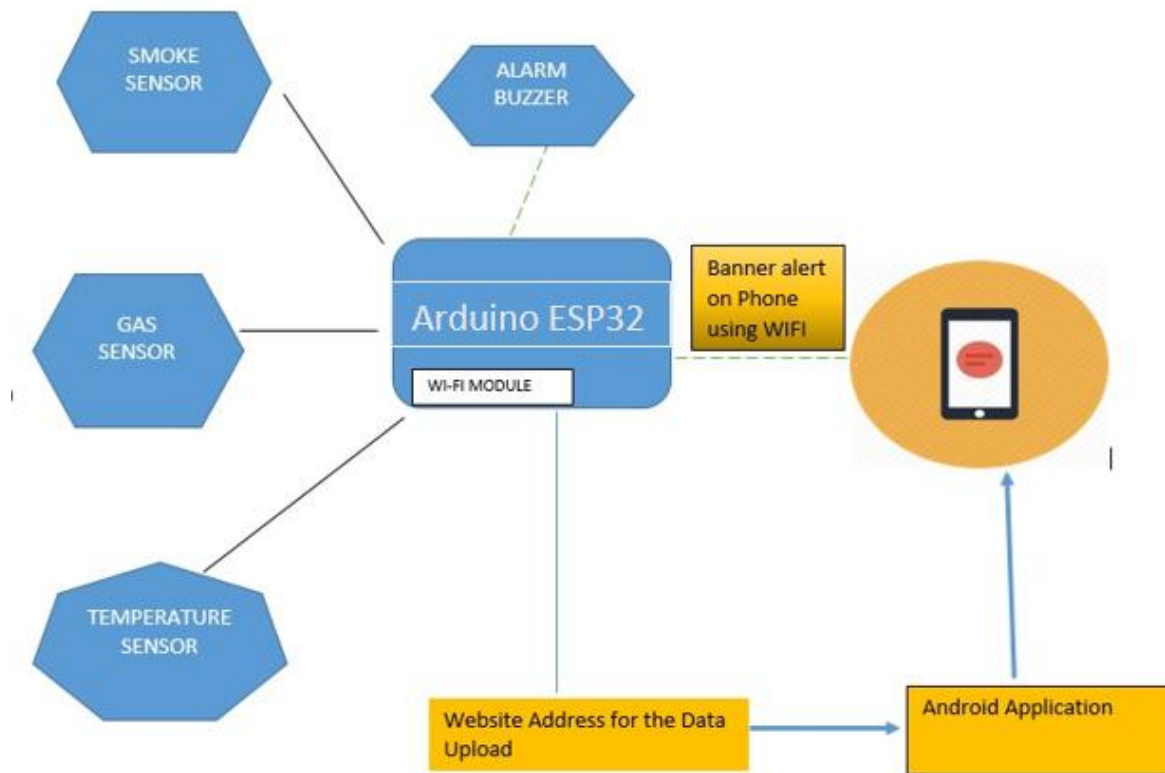 SMOKE
SENSOR
ALARM
BUZZER
GAS
SENSOR
Arduino ESP32
WI-FI MODULE
Banner alert
on Phone
using WIFI
TEMPERATURE
SENSOR
Website Address for the Data
Upload
Android Application